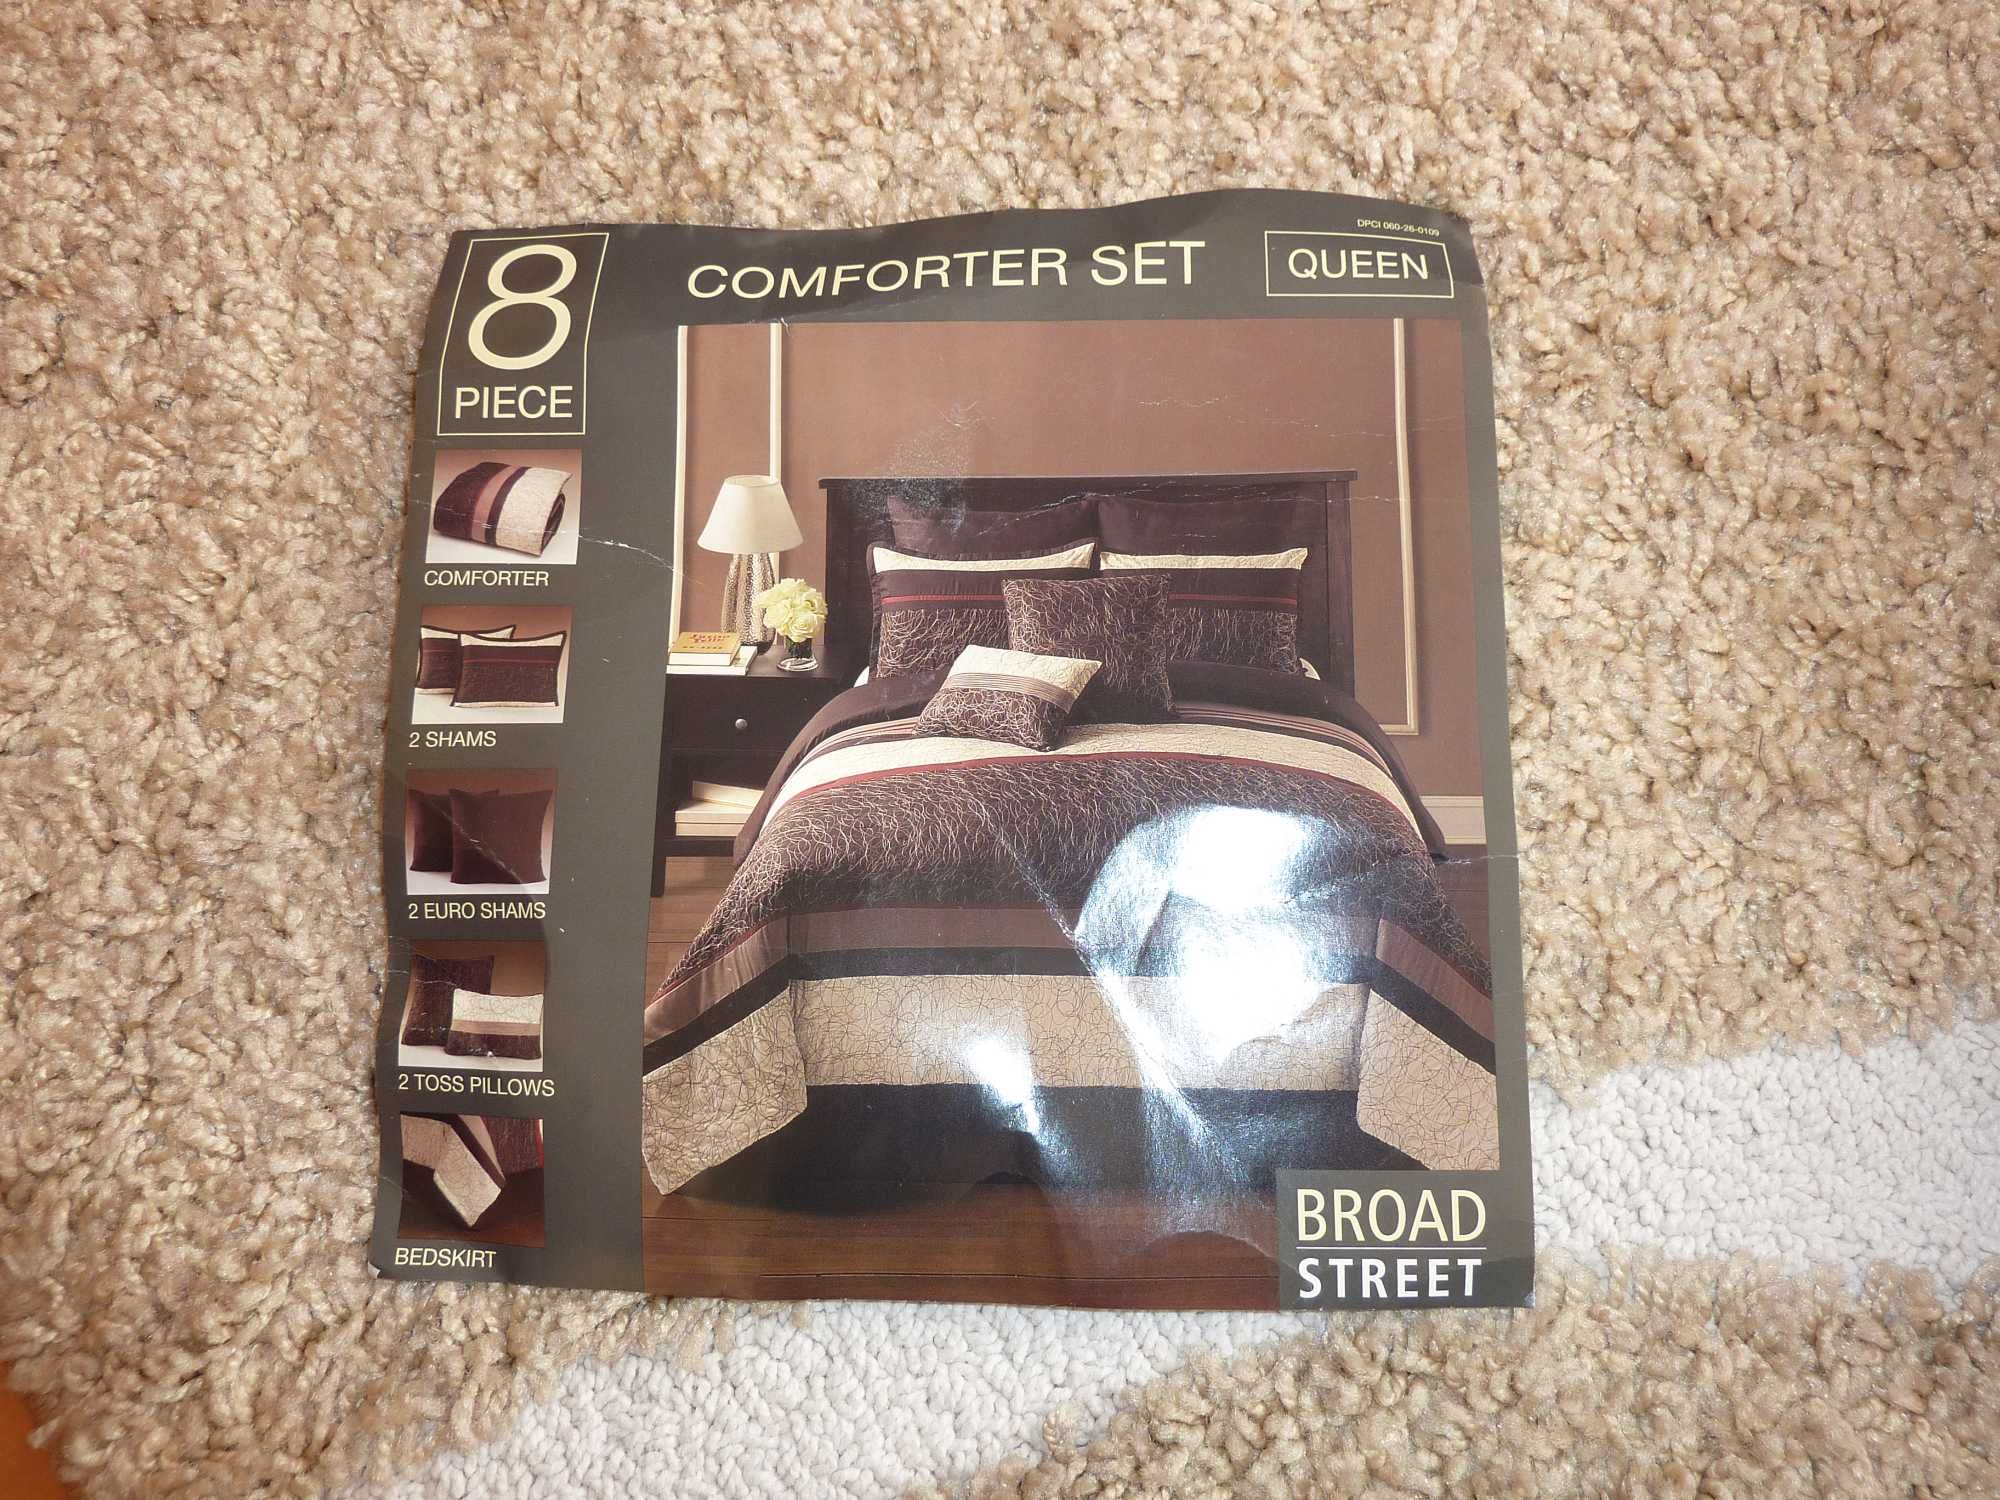 8
PIECE
COMFORTER SET
DPCI 060-26-0109
QUEEN
COMFORTER
2 SHAMS
2 EURO SHAMS
2 TOSS PILLOWS
BEDSKIRT
BROAD
STREET